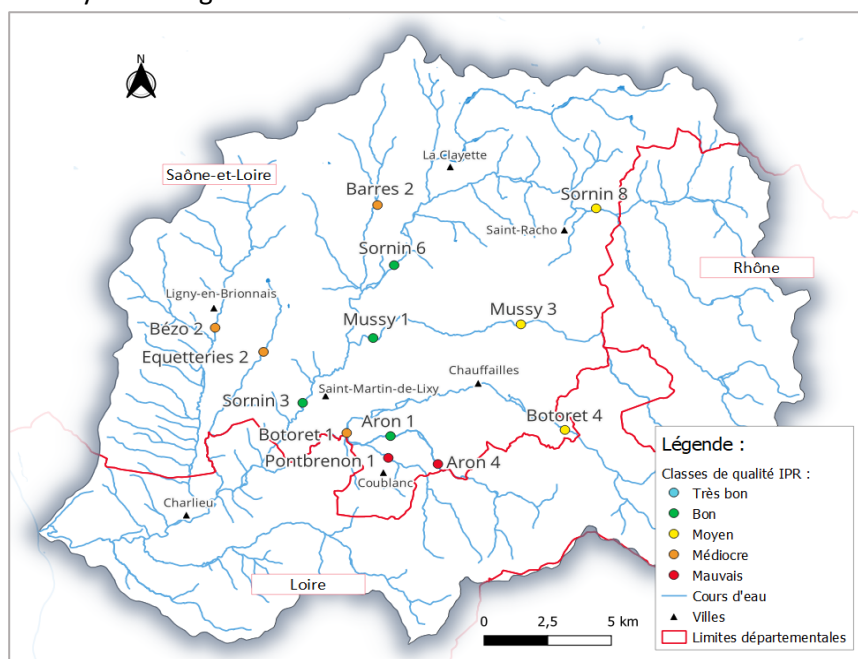 N
La Clayette
Saône-et-Loire
Barres 2
Sornin 8
Saint-Racho
Sornin 6
Rhône
Ligny-en-Brionnais
Mussy 3
Bézo 2
Mussy 1
Equetteries 2
Chauffailles
Saint-Martin-de-Lixy
Sornin 3
Aron 1
Botoret 4
Botoret 1
Pontbrenon 1
Aron 4
Coublanc
Charlieu
Loire
Légende :
Classes de qualité IPR :
Très bon
Bon
Moyen
Médiocre
Mauvais
Cours d'eau
Villes
Limites départementales
0 2,5 5 km